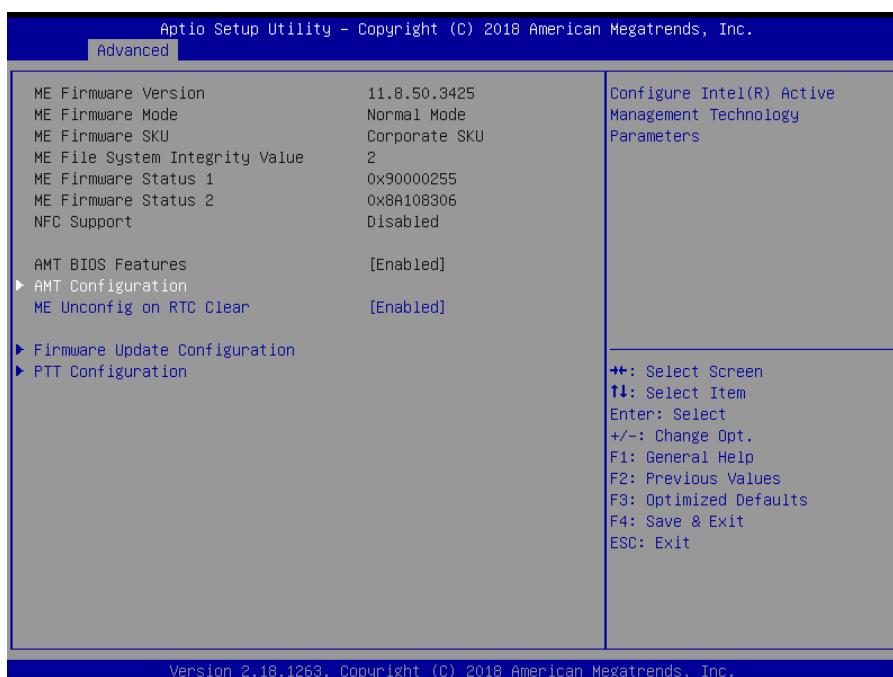 Aptio Setup Utility – Copyright (C) 2018 American Megatrends, Inc.
Advanced
ME Firmware Version 11.8.50.3425
ME Firmware Mode Normal Mode
ME Firmware SKU Corporate SKU
ME File System Integrity Value 2
ME Firmware Status 1 0x90000255
ME Firmware Status 2 0x8A108306
NFC Support Disabled
AMT BIOS Features [Enabled]
▶ AMT Configuration
ME Unconfig on RTC Clear [Enabled]
▶ Firmware Update Configuration
▶ PTT Configuration
Configure Intel(R) Active
Management Technology
Parameters
→←: Select Screen
↑↓: Select Item
Enter: Select
+/-: Change Opt.
F1: General Help
F2: Previous Values
F3: Optimized Defaults
F4: Save & Exit
ESC: Exit
Version 2.18.1263. Copyright (C) 2018 American Megatrends, Inc.